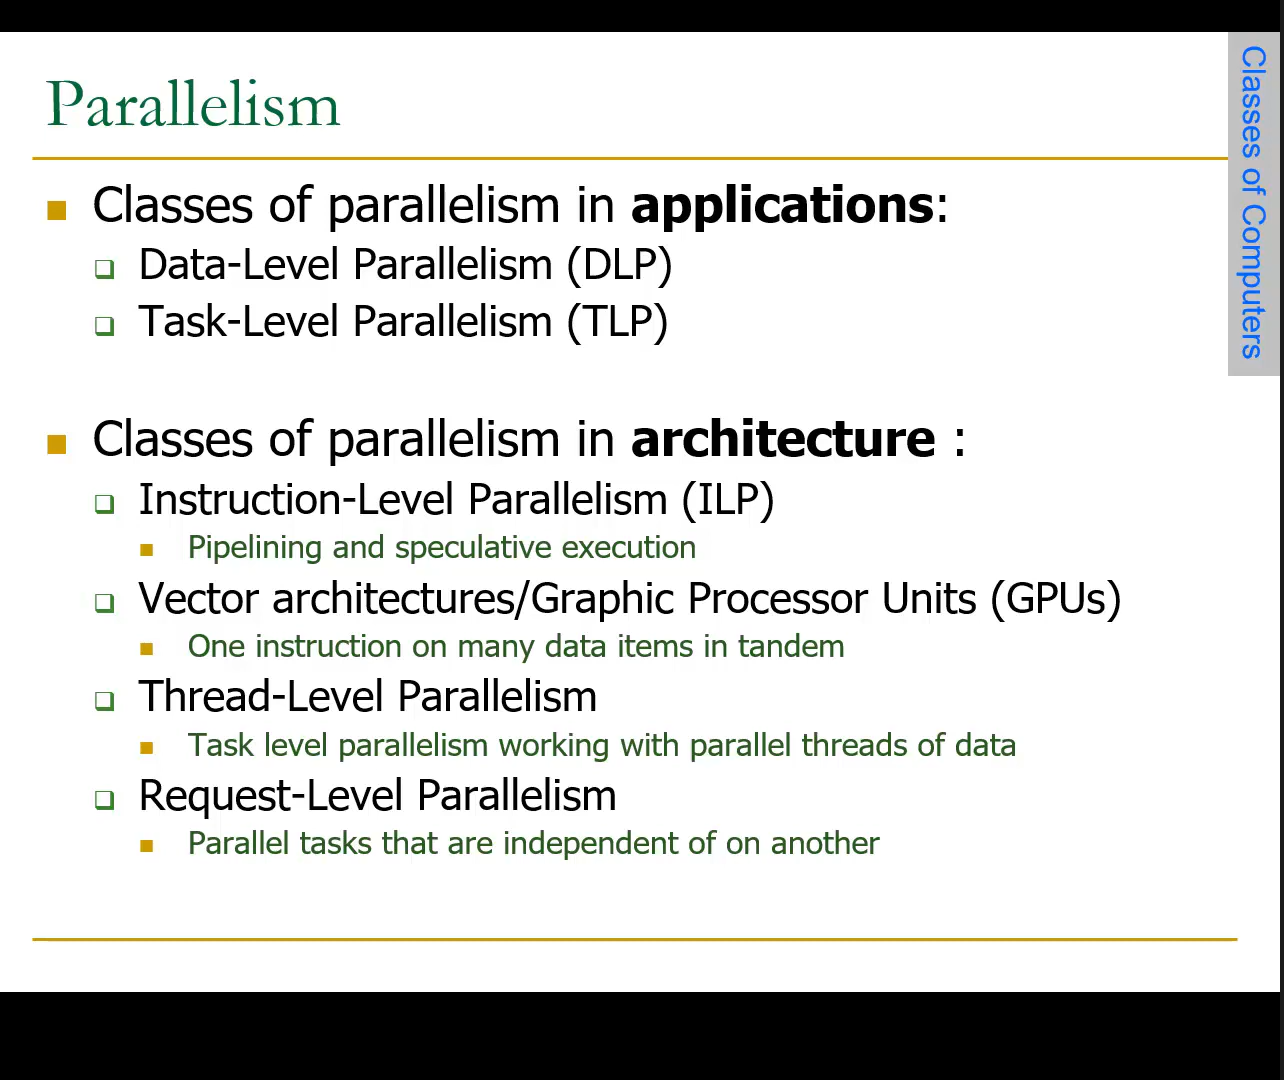 Parallelism
Classes of parallelism in applications:
Data-Level Parallelism (DLP)
Task-Level Parallelism (TLP)
Classes of parallelism in architecture :
Instruction-Level Parallelism (ILP)
Pipelining and speculative execution
Vector architectures/Graphic Processor Units (GPUs)
One instruction on many data items in tandem
Thread-Level Parallelism
Task level parallelism working with parallel threads of data
Request-Level Parallelism
Parallel tasks that are independent of on another
Classes of Computers